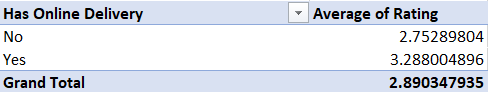 Has Online Delivery Average of Rating
No 2.75289804
Yes 3.288004896
Grand Total 2.890347935